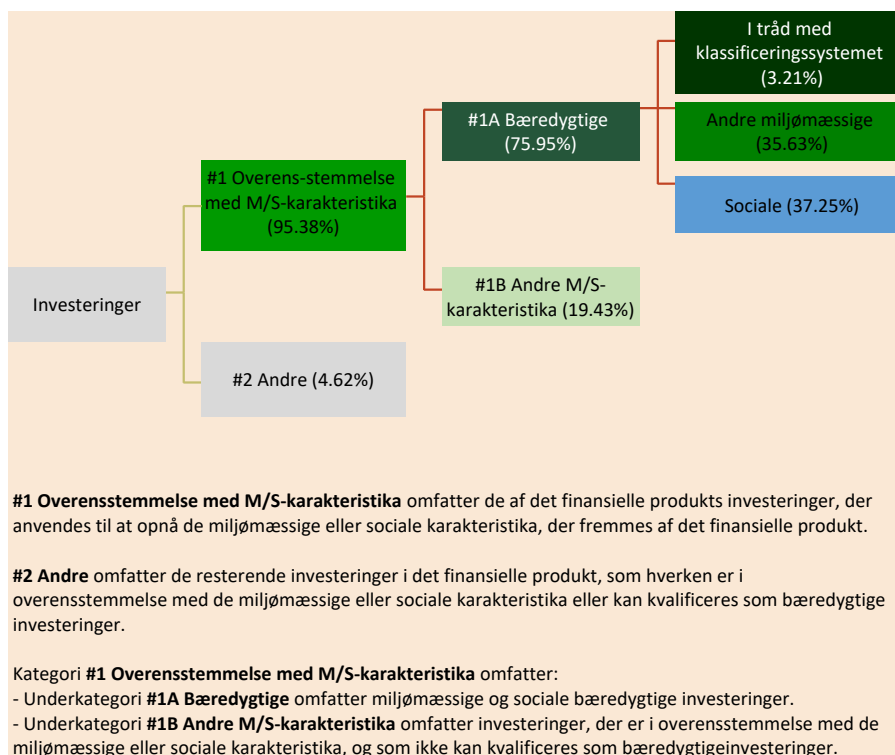 I tråd med
klassificeringssystemet
(3.21%)
#1A Bæredygtige
(75.95%)
Andre miljømæssige
(35.63%)
#1 Overens-stemmelse
med M/S-karakteristika
(95.38%)
Sociale (37.25%)
Investeringer
#1B Andre M/S-
karakteristika (19.43%)
#2 Andre (4.62%)
#1 Overensstemmelse med M/S-karakteristika omfatter de af det finansielle produkts investeringer, der
anvendes til at opnå de miljømæssige eller sociale karakteristika, der fremmes af det finansielle produkt.
#2 Andre omfatter de resterende investeringer i det finansielle produkt, som hverken er i
overensstemmelse med de miljømæssige eller sociale karakteristika eller kan kvalificeres som bæredygtige
investeringer.
Kategori #1 Overensstemmelse med M/S-karakteristika omfatter:
- Underkategori #1A Bæredygtige omfatter miljømæssige og sociale bæredygtige investeringer.
- Underkategori #1B Andre M/S-karakteristika omfatter investeringer, der er i overensstemmelse med de
miljømæssige eller sociale karakteristika, og som ikke kan kvalificeres som bæredygtigeinvesteringer.